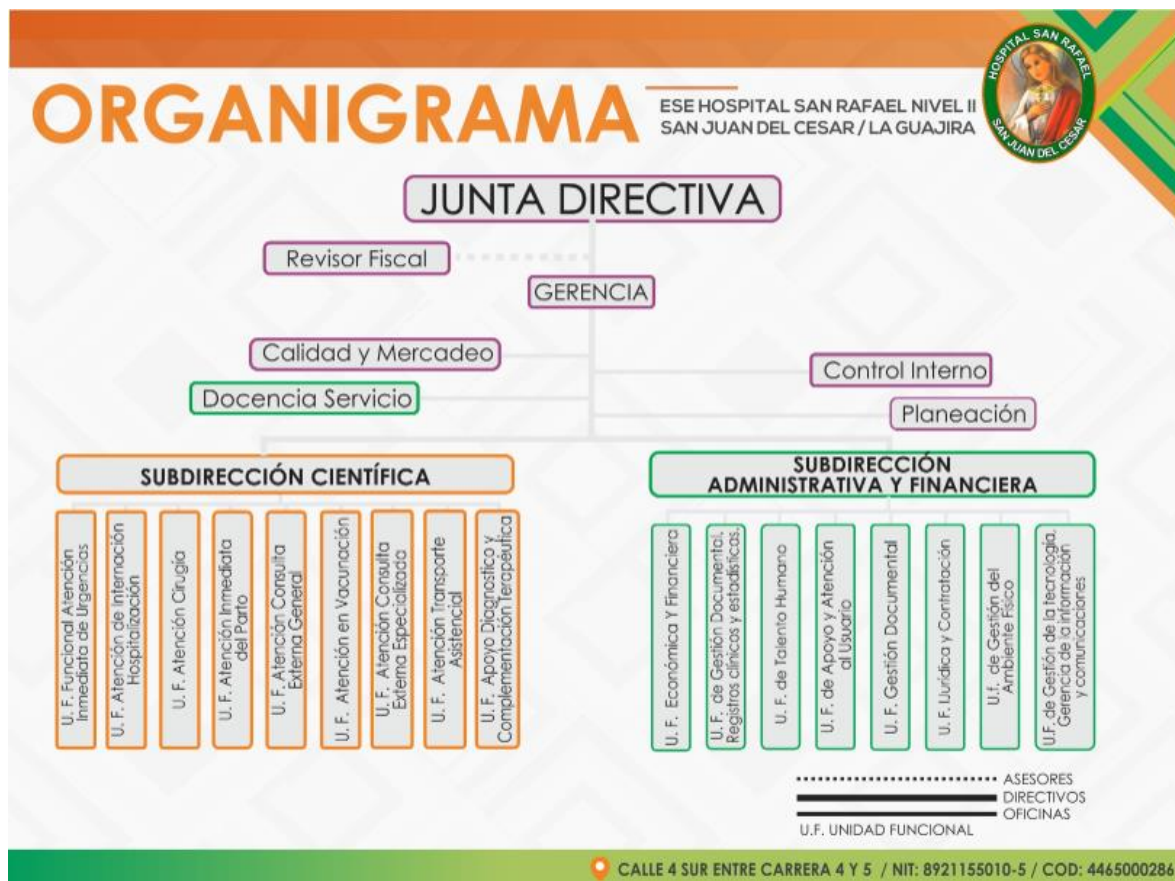 ORGANIGRAMA
ESE HOSPITAL SAN RAFAEL NIVEL II
SAN JUAN DEL CESAR / LA GUAJIRA
HOSPITAL SAN RAFAEL
SAN JUAN DEL CESAR
JUNTA DIRECTIVA
Revisor Fiscal
GERENCIA
Calidad y Mercadeo
Control Interno
Docencia Servicio
Planeación
SUBDIRECCIÓN CIENTÍFICA
U. F. Funcional Atención
Inmediata de Urgencias
U. F. Atención de Internación
Hospitalización
U. F. Atención Cirugía
U. F. Atención Inmediata
del Parto
U. F. Atención Consulta
Externa General
U. F. Atención en Vacunación
U. F. Atención Consulta
Externa Especializada
U. F. Atención Transporte
Asistencial
U. F. Apoyo Diagnostico y
Complementación Terapéutica
SUBDIRECCIÓN
ADMINISTRATIVA Y FINANCIERA
U. F. Económica Y Financiera
U. F. de Gestión Documental.
Registros clínicos y estadísticas.
U. F. de Talento Humano
U. F. de Apoyo y Atención
al Usuario
U. F. Gestión Documental
U. F. Jurídica y Contratación
U.f. de Gestión del
Ambiente Físico
U.F. de Gestión de la tecnología,
Gerencia de la información
y comunicaciones
ASESORES
DIRECTIVOS
OFICINAS
U.F. UNIDAD FUNCIONAL
CALLE 4 SUR ENTRE CARRERA 4 Y 5 / NIT: 8921155010-5 / COD: 4465000286